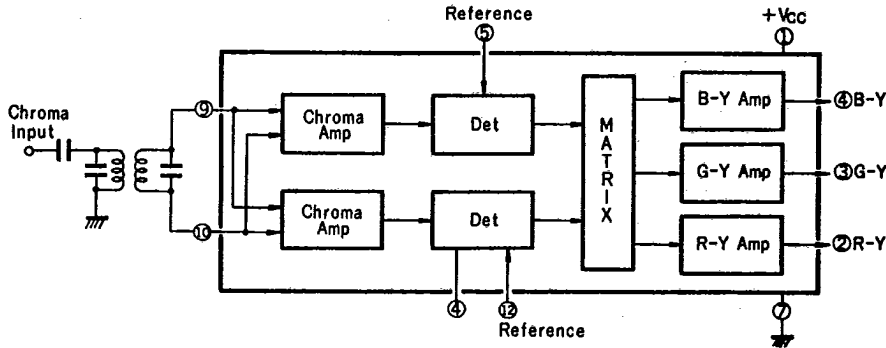 Reference
⑤
+Vcc
①
Chroma
Input
⑨
Chroma
Amp
Det
MATRIX
B-Y Amp
④B-Y
G-Y Amp
③G-Y
⑩
Chroma
Amp
Det
R-Y Amp
②R-Y
④
⑫
Reference
⑦